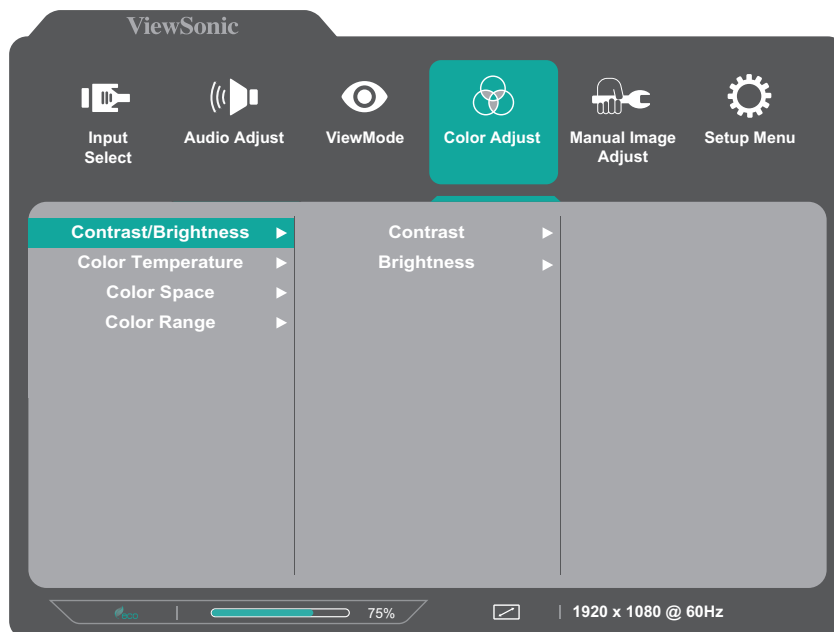 ViewSonic
Input
Select
Audio Adjust
ViewMode
Color Adjust
Manual Image
Adjust
Setup Menu
Contrast/Brightness
Color Temperature
Color Space
Color Range
Contrast
Brightness
eco | 75% | 1920 x 1080 @ 60Hz